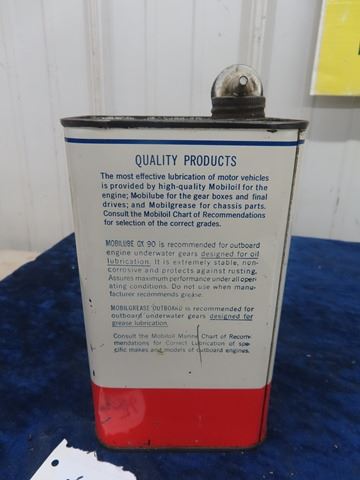 QUALITY PRODUCTS
The most effective lubrication of motor vehicles
is provided by high-quality Mobiloil for the
engine; Mobilube for the gear boxes and final
drives; and Mobilgrease for chassis parts.
Consult the Mobiloil Chart of Recommendations
for selection of the correct grades.
MOBILUBE GX 90 is recommended for outboard
engine underwater gears designed for oil
lubrication. It is extremely stable, non-
corrosive and protects against rusting.
Assures maximum performance under all oper-
ating conditions. Do not use when manu-
facturer recommends grease.
MOBILGREASE OUTBOARD is recommended for
outboard underwater gears designed for
grease lubrication.
Consult the Mobiloil Marine Chart of Recom-
mendations for Correct Lubrication of spe-
cific makes and models of outboard engines.